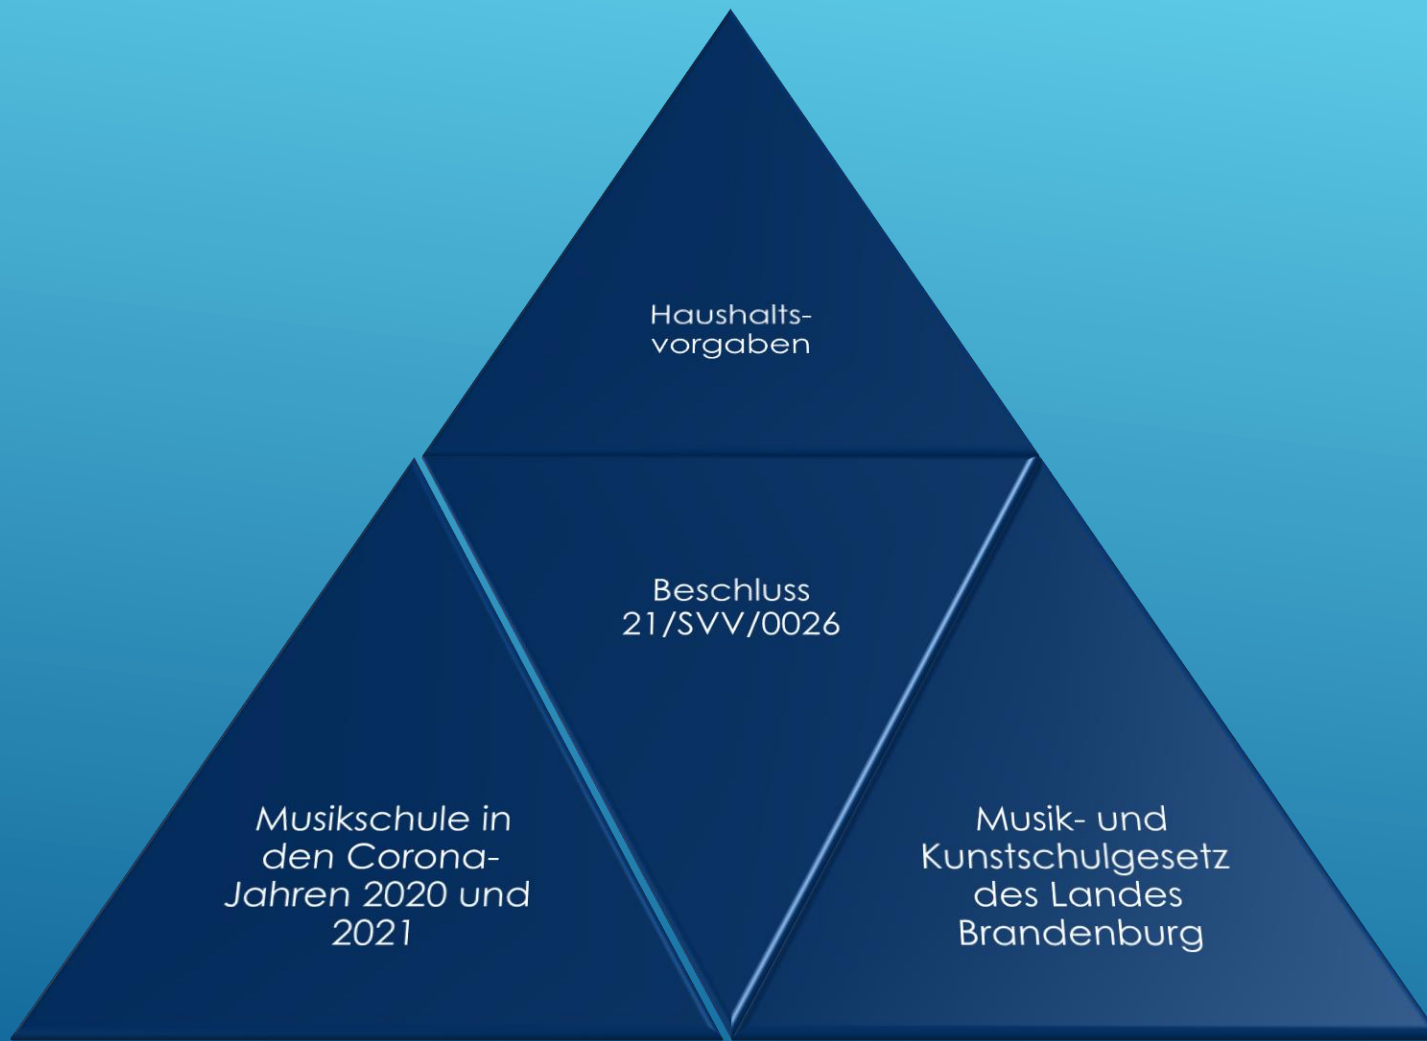 Haushalts-
vorgaben
Beschluss
21/SVV/0026
Musikschule in
den Corona-
Jahren 2020 und
2021
Musik- und
Kunstschulgesetz
des Landes
Brandenburg